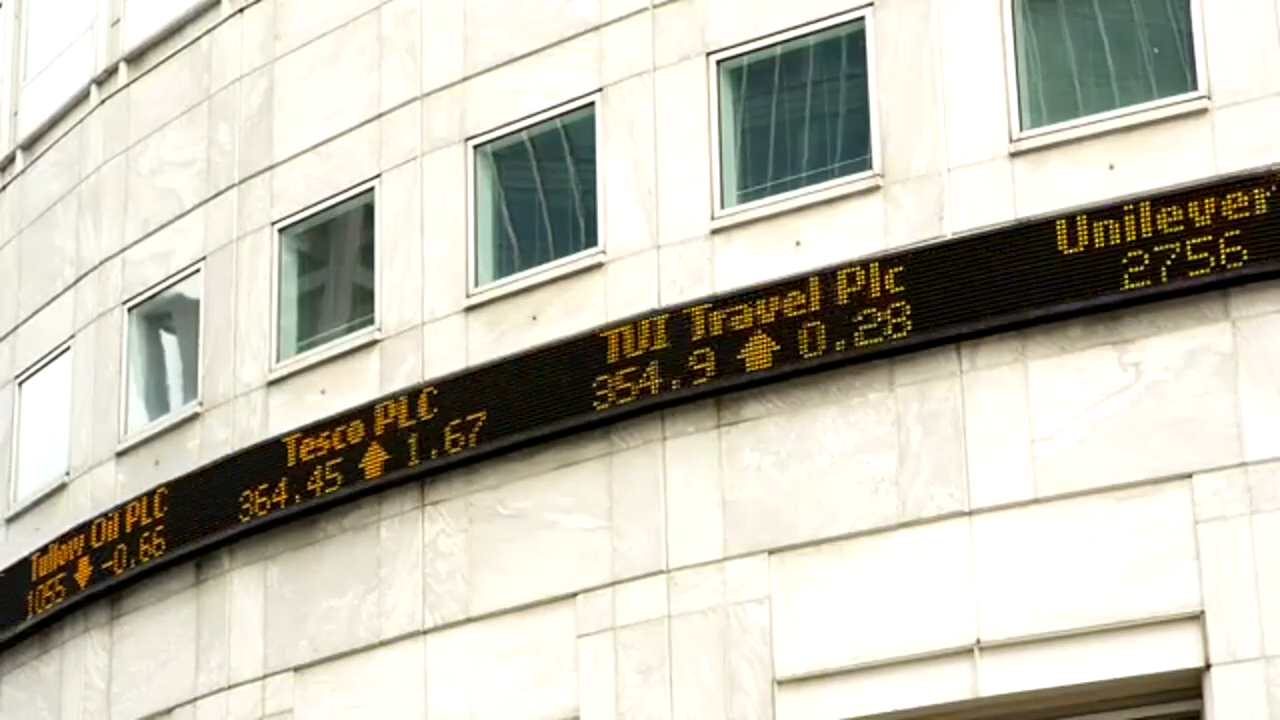 Tullow Oil PLC
1055 -0.66
Tesco PLC
364.45 1.67
TUI Travel Plc
354.9 0.28
Unilever
2756